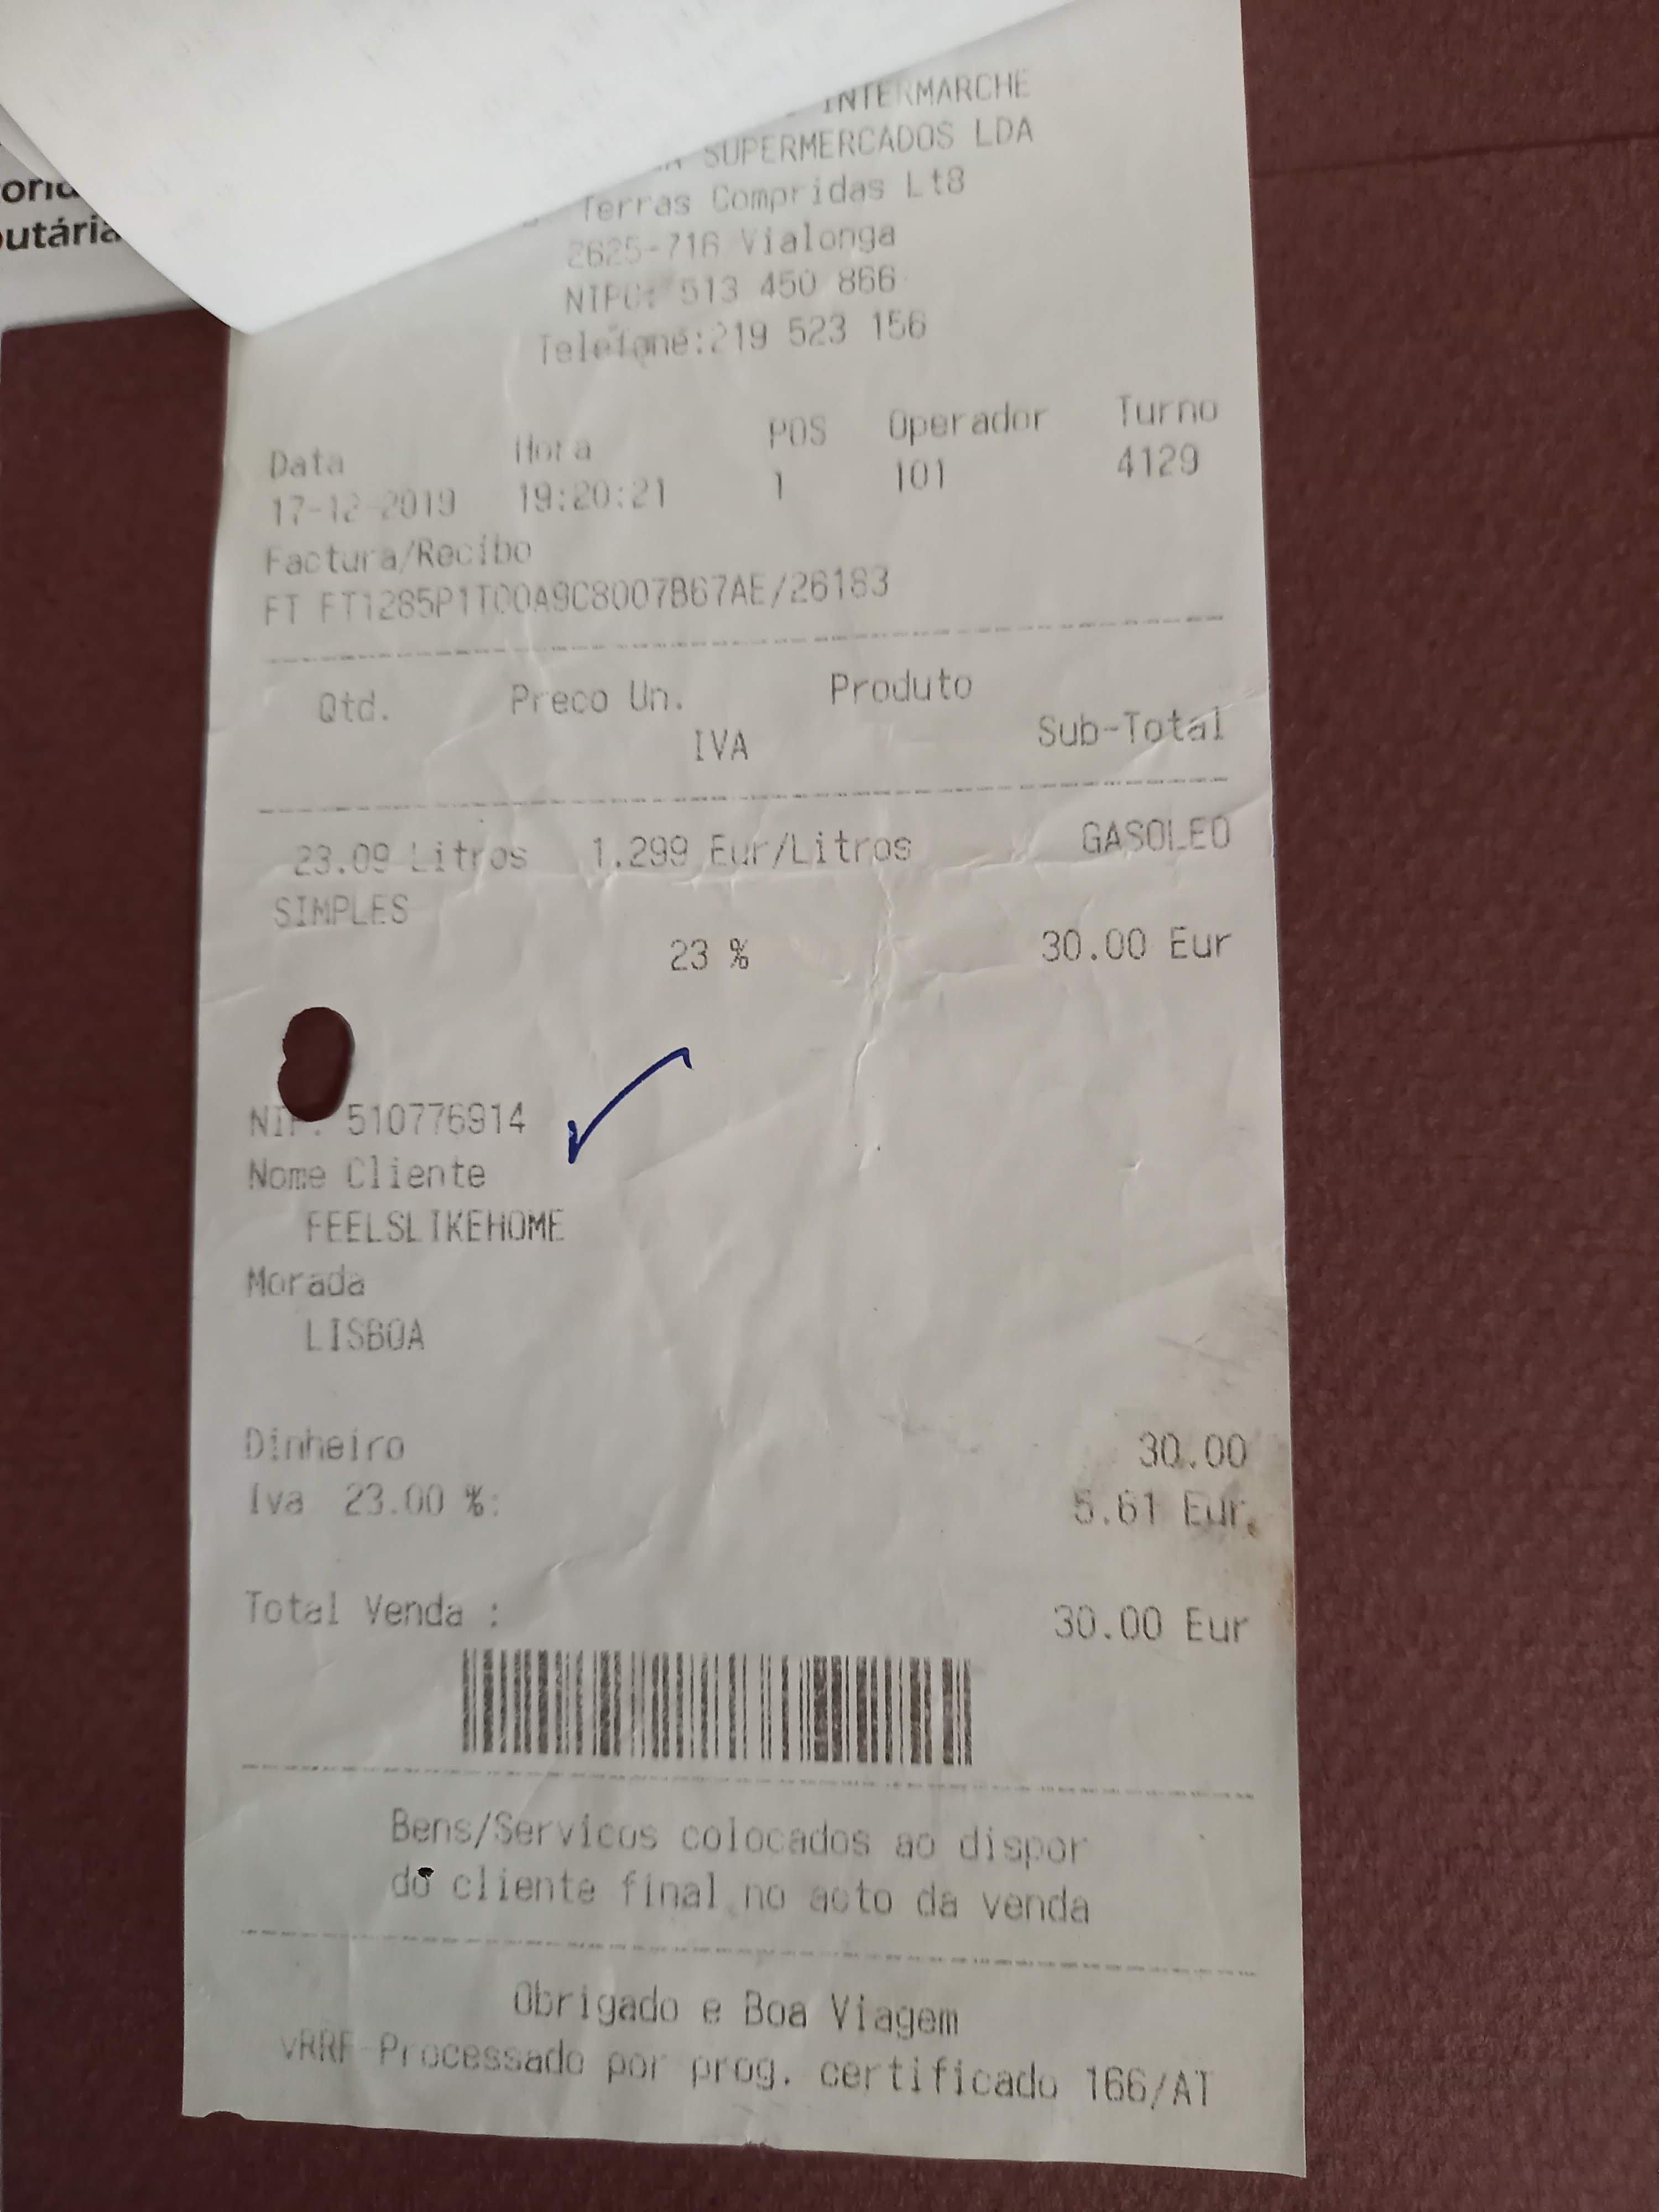 INTERMARCHE
SUPERMERCADOS LDA
Terras Compridas Lt8
2625-716 Vialonga
NIPC: 513 450 866
Telefone:219 523 156
Data Hora POS Operador Turno
17-12-2019 19:20:21 1 101 4129
Factura/Recibo
FT FT1285P1T00A9C8007B67AE/26183
Qtd. Preco Un. Produto
IVA Sub-Total
23.09 Litros 1.299 Eur/Litros GASOLEO
SIMPLES
23 % 30.00 Eur
NIF: 510776914
Nome Cliente
FEELSLIKEHOME
Morada
LISBOA
Dinheiro 30.00
Iva 23.00 %: 5.61 Eur.
Total Venda : 30.00 Eur
Bens/Servicos colocados ao dispor
do cliente final no acto da venda
Obrigado e Boa Viagem
vRRF-Processado por prog. certificado 166/AT